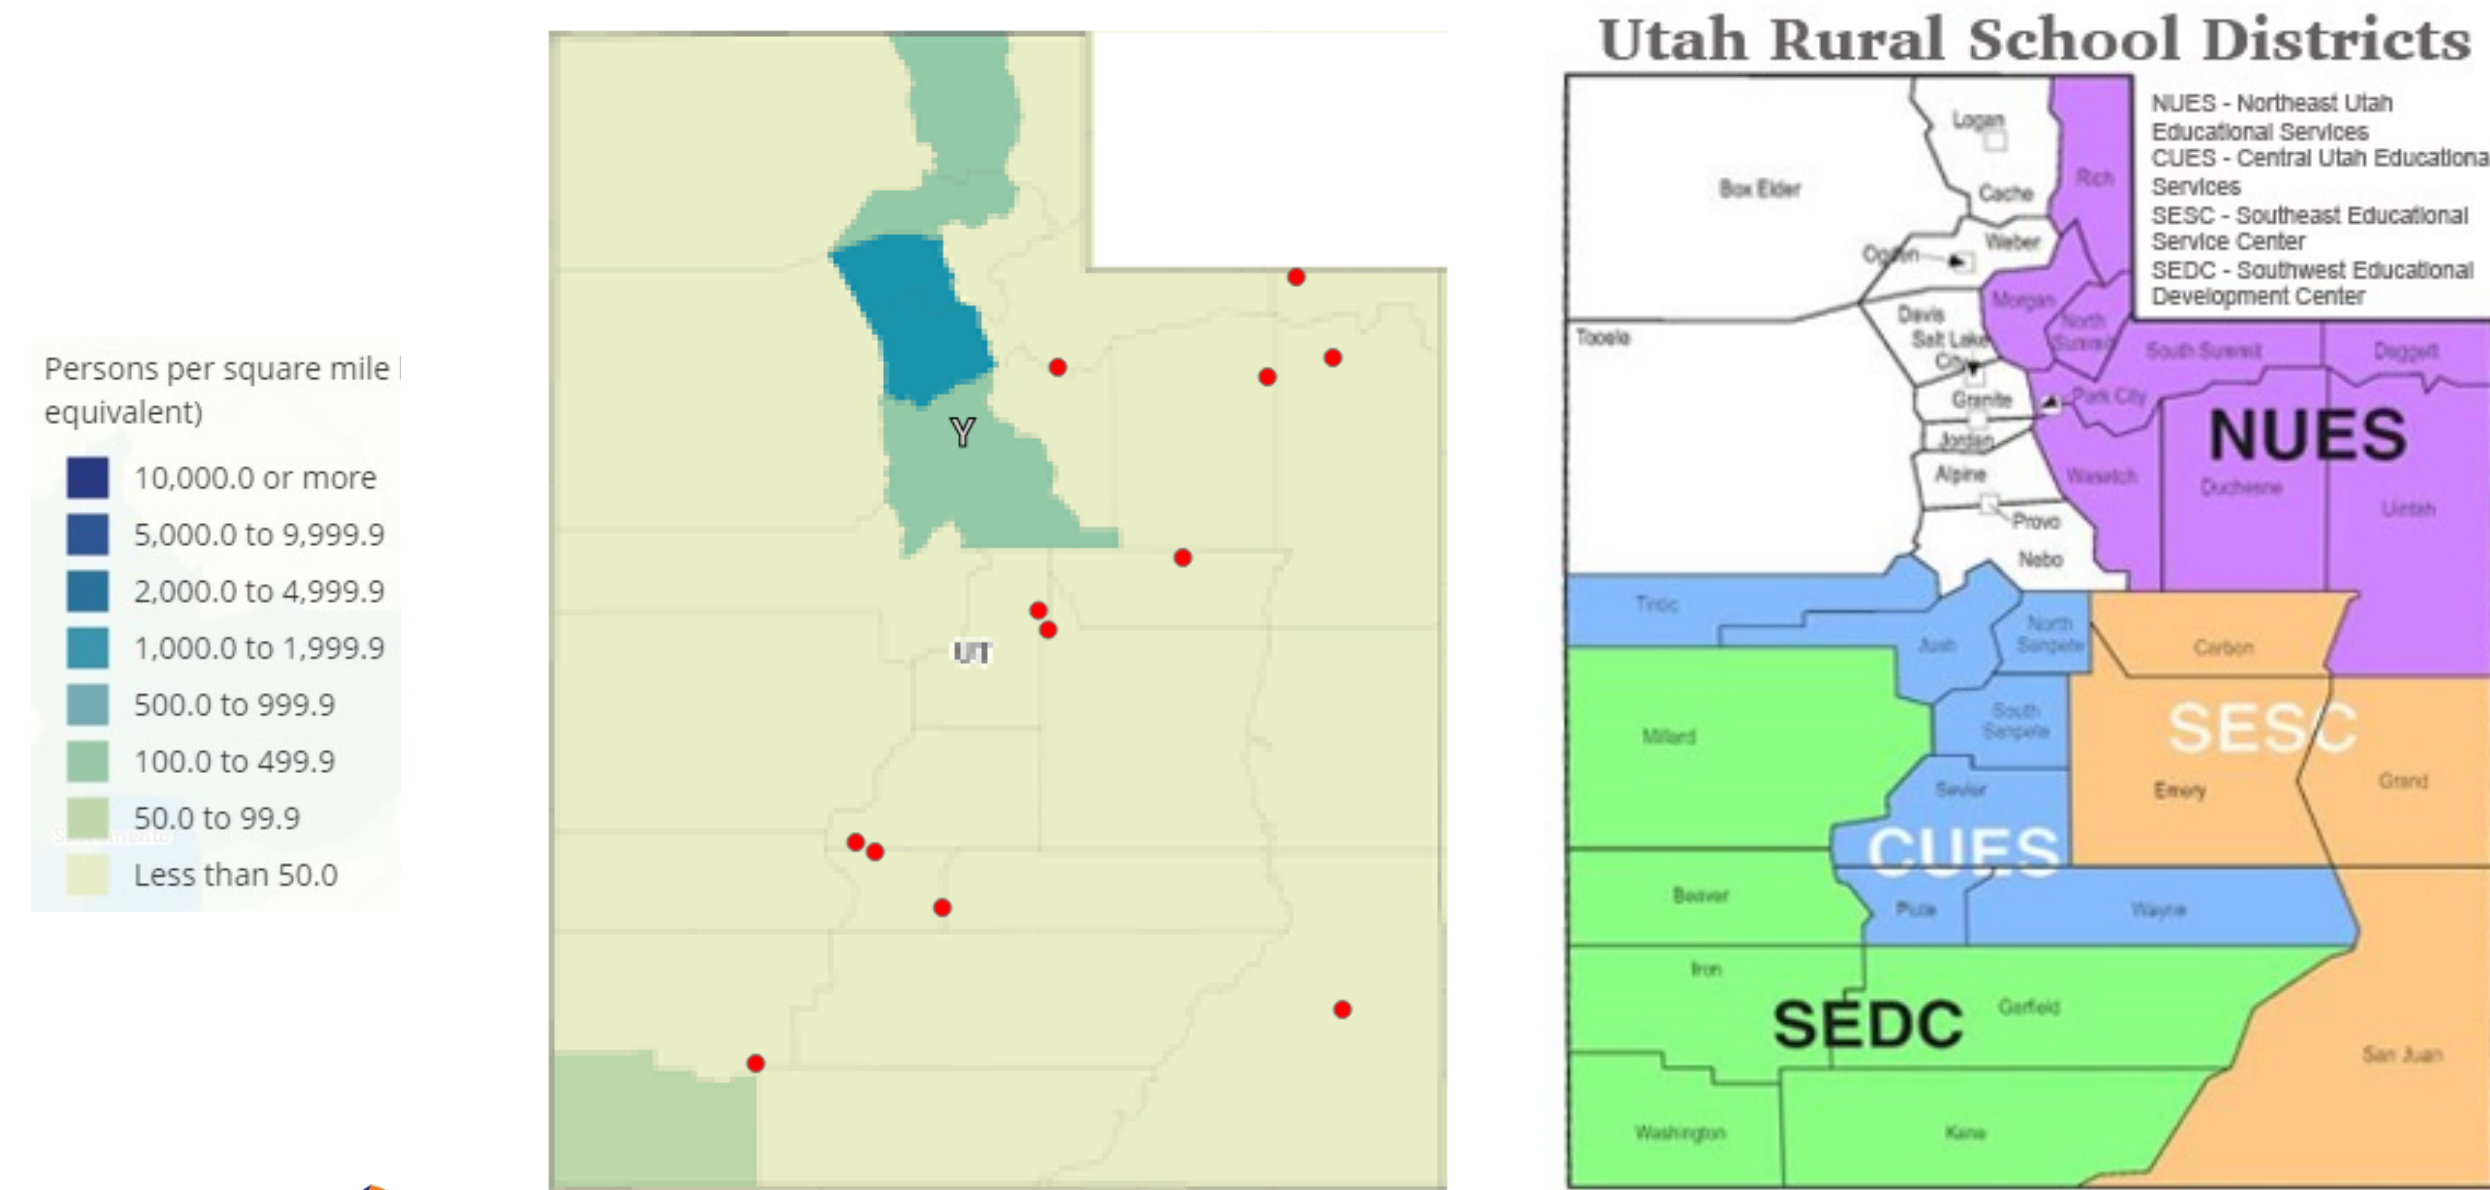 Persons per square mile
equivalent)
10,000.0 or more
5,000.0 to 9,999.9
2,000.0 to 4,999.9
1,000.0 to 1,999.9
500.0 to 999.9
100.0 to 499.9
50.0 to 99.9
Less than 50.0
Y
UT
Utah Rural School Districts
NUES - Northeast Utah
Educational Services
CUES - Central Utah Educationa
Services
SESC - Southeast Educational
Service Center
SEDC - Southwest Educational
Development Center
Logan
Rich
Box Elder
Cache
Weber
Ogden
Morgan
Davis
North
Summit
Tooele
Salt Lake
City
South Summit
Daggett
Granite
Park City
NUES
Jordan
Alpine
Wasatch
Duchesne
Uintah
Provo
Nebo
Tintic
North
Sanpete
Juab
Carbon
South
Sanpete
SESC
Millard
Sevier
Emery
Grand
CUES
Beaver
Piute
Wayne
Iron
SEDC
Garfield
San Juan
Washington
Kane